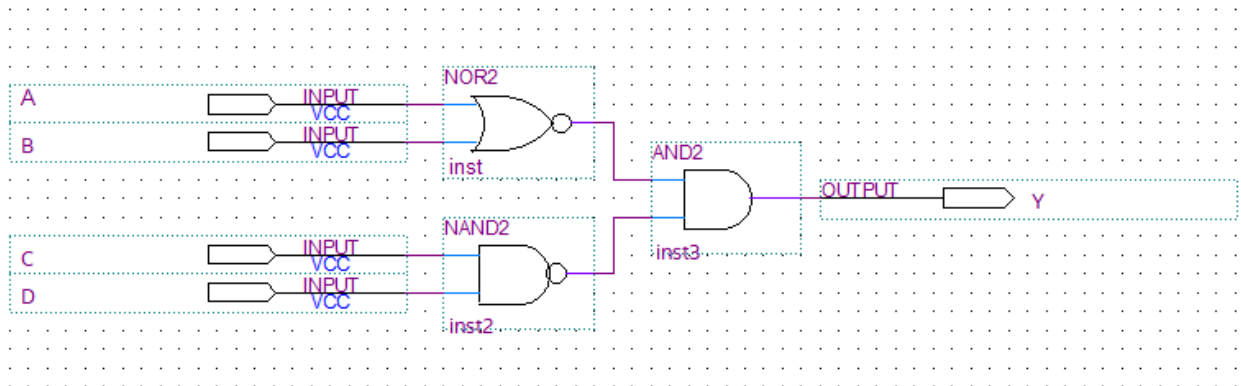 NOR2
A
INPUT
VCC
B
INPUT
VCC
inst
AND2
OUTPUT
Y
inst3
NAND2
C
INPUT
VCC
D
INPUT
VCC
inst2